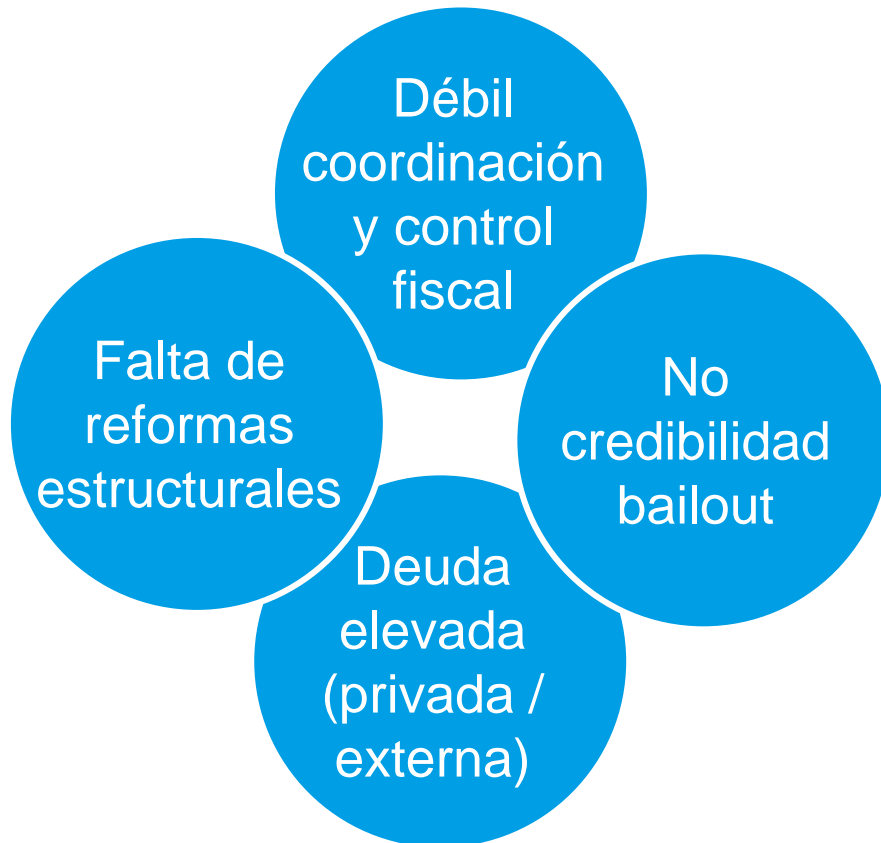 Débil
coordinación
y control
fiscal
Falta de
reformas
estructurales
No
credibilidad
bailout
Deuda
elevada
(privada /
externa)